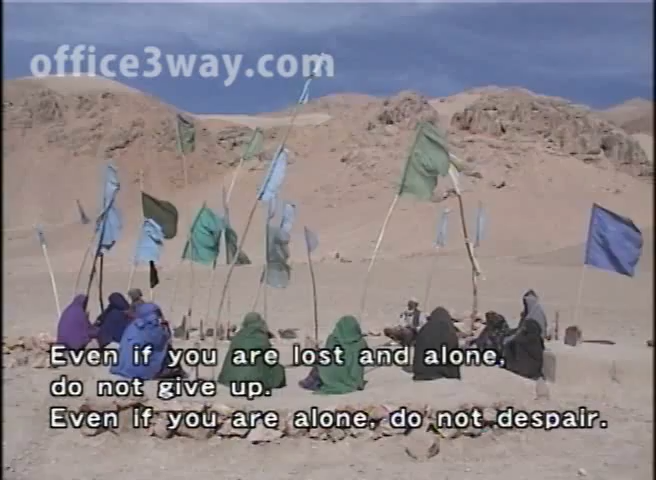 office3way.com
Even if you are lost and alone,
do not give up.
Even if you are alone, do not despair.